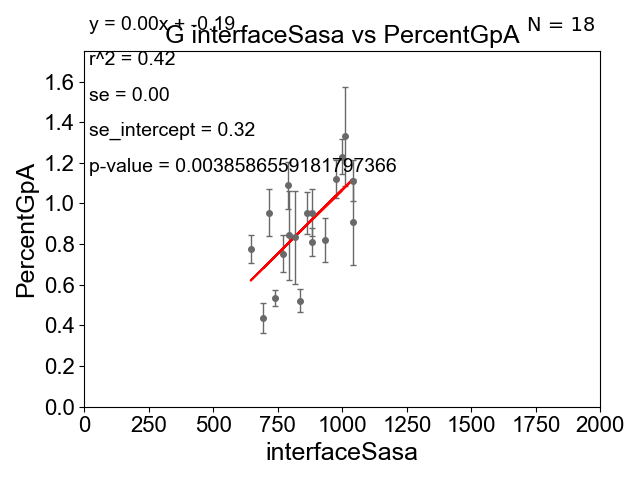 y = 0.00x + -0.19
N = 18
G interfaceSasa vs PercentGpA
r^2 = 0.42
se = 0.00
se_intercept = 0.32
p-value = 0.0038586559181797366
PercentGpA
1.6
1.4
1.2
1.0
0.8
0.6
0.4
0.2
0.0
0 250 500 750 1000 1250 1500 1750 2000
interfaceSasa